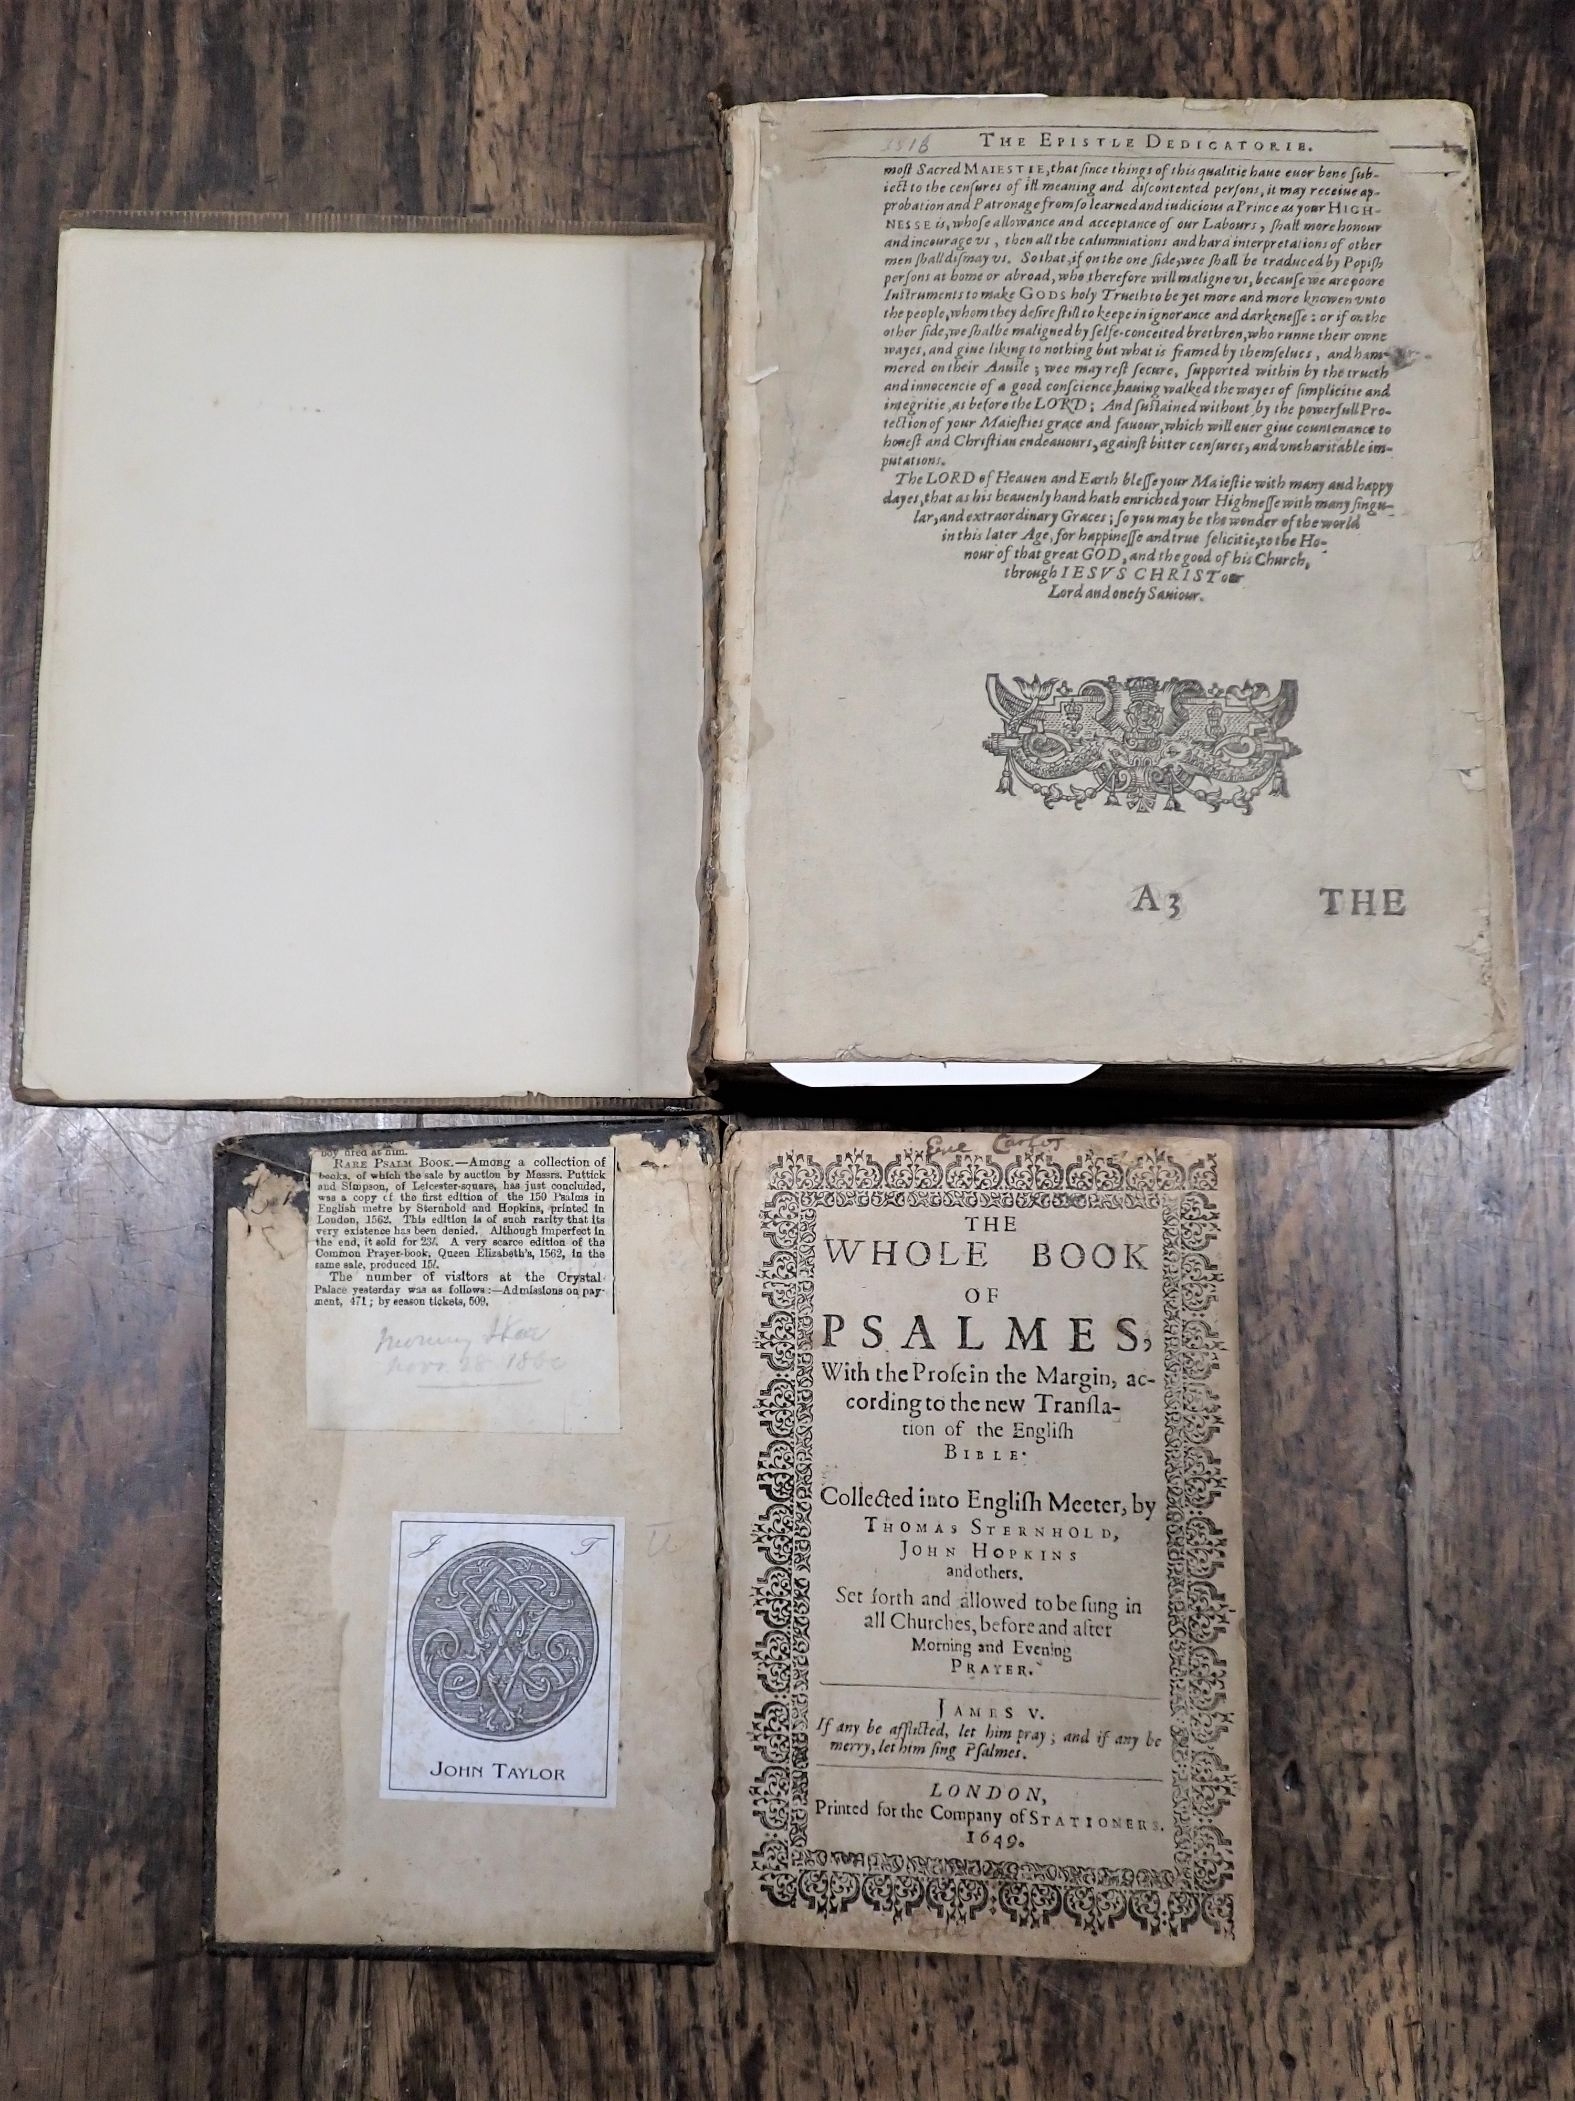 THE EPISTLE DEDICATORIE.
most Sacred MAIESTIE, that since things of this qualitie haue euer bene sub-
iect to the censures of ill meaning and discontented persons, it may receiue ap-
probation and Patronage from so learned and iudicious a Prince as your HIGH-
NESSE is, whose allowance and acceptance of our Labours, shall more honour
and incourage vs, then all the calumniations and hard interpretations of other
men shall dismay vs. So that, if on the one side, wee shall be traduced by Popish
persons at home or abroad, who therefore will maligne vs, because we are poore
Instruments to make GODS holy Trueth to be yet more and more knowen vnto
the people, whom they desire still to keepe in ignorance and darkenesse: or if on the
other side, we shalbe maligned by selfe-conceited brethren, who runne their owne
wayes, and giue liking to nothing but what is framed by themselues, and ham-
mered on their Anuile; wee may rest secure, supported within by the trueth
and innocencie of a good conscience, hauing walked the wayes of simplicitie and
integritie, as before the LORD; And sustained without, by the powerfull Pro-
tection of your Maiesties grace and fauour, which will euer giue countenance to
honest and Christian endeauours, against bitter censures, and vncharitable im-
putations.
The LORD of Heauen and Earth blesse your Maiestie with many and happy
dayes, that as his heauenly hand hath enriched your Highnesse with many singu-
lar, and extraordinary Graces; so you may be the wonder of the world
in this later Age, for happinesse and true felicitie, to the Ho-
nour of that great GOD, and the good of his Church,
through IESVS CHRIST our
Lord and onely Sauiour.
A3 THE
boy fired at him.
RARE PSALM BOOK.—Among a collection of
books, of which the sale by auction by Messrs. Puttick
and Simpson, of Leicester-square, has just concluded,
was a copy of the first edition of the 150 Psalms in
English metre by Sternhold and Hopkins, printed in
London, 1562. This edition is of such rarity that its
very existence has been denied. Although imperfect in
the end, it sold for 23l. A very scarce edition of the
Common Prayer-book, Queen Elizabeth's, 1562, in the
same sale, produced 15l.
The number of visitors at the Crystal
Palace yesterday was as follows:—Admissions on pay-
ment, 471; by season tickets, 509.
Morning Star
Nov. 28
J T
JOHN TAYLOR
THE
WHOLE BOOK
OF
PSALMES,
With the Prose in the Margin, ac-
cording to the new Transla-
tion of the English
BIBLE:
Collected into English Meeter, by
THOMAS STERNHOLD,
JOHN HOPKINS
and others.
Set forth and allowed to be sung in
all Churches, before and after
Morning and Evening
PRAYER.
JAMES V.
If any be afflicted, let him pray; and if any be
merry, let him sing Psalmes.
LONDON,
Printed for the Company of STATIONERS.
1649.